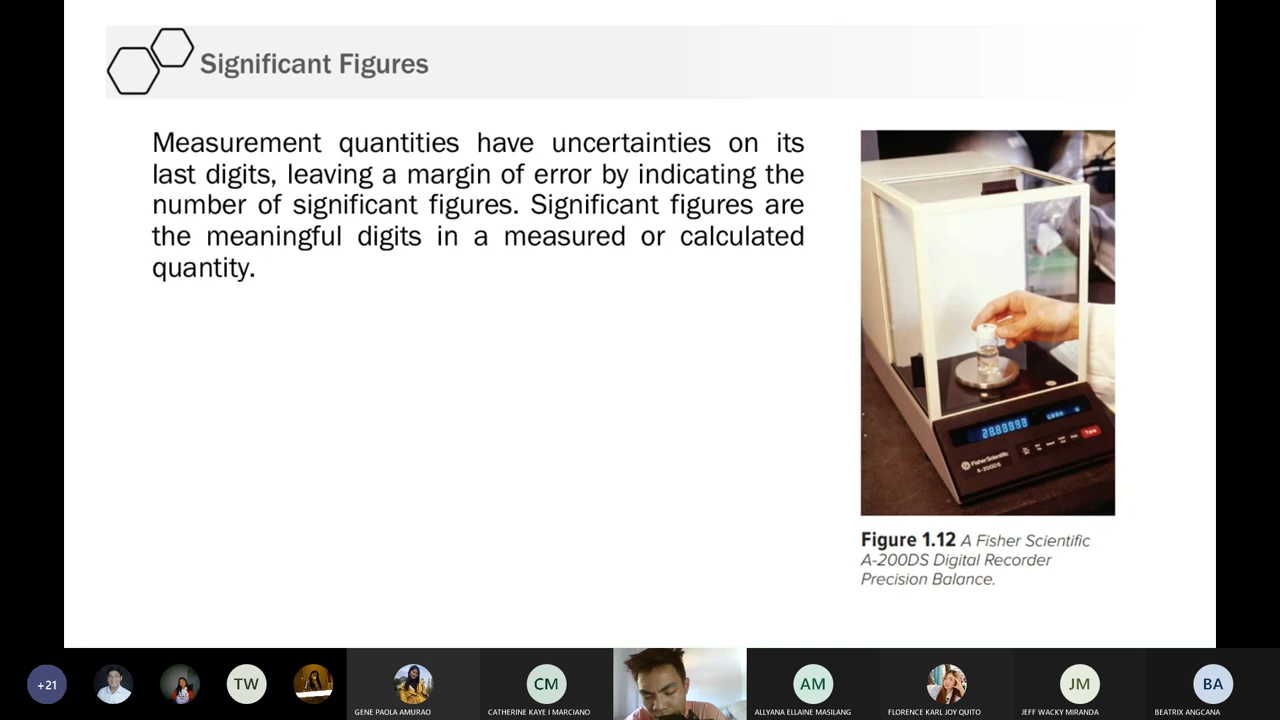 Significant Figures
Measurement quantities have uncertainties on its
last digits, leaving a margin of error by indicating the
number of significant figures. Significant figures are
the meaningful digits in a measured or calculated
quantity.
FisherScientific
A-200DS
Tare
Figure 1.12 A Fisher Scientific
A-200DS Digital Recorder
Precision Balance.
+21
TW
CM
AM
JM
BA
GENE PAOLA AMURAO
CATHERINE KAYE I MARCIANO
ALLYANA ELLAINE MASILANG
FLORENCE KARL JOY QUITO
JEFF WACKY MIRANDA
BEATRIX ANGCANA